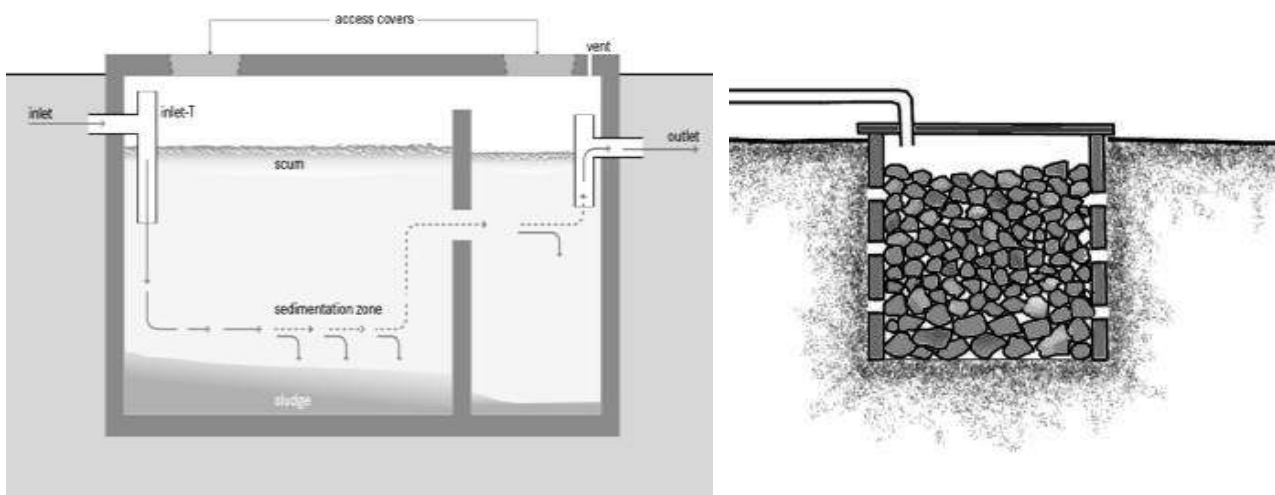 access covers
vent
inlet
inlet-T
outlet
scum
sedimentation zone
sludge